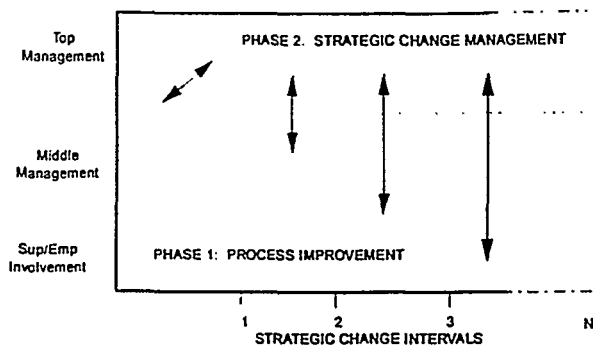 Top
Management
PHASE 2. STRATEGIC CHANGE MANAGEMENT
Middle
Management
Sup/Emp
Involvement
PHASE 1: PROCESS IMPROVEMENT
1 2 3 N
STRATEGIC CHANGE INTERVALS